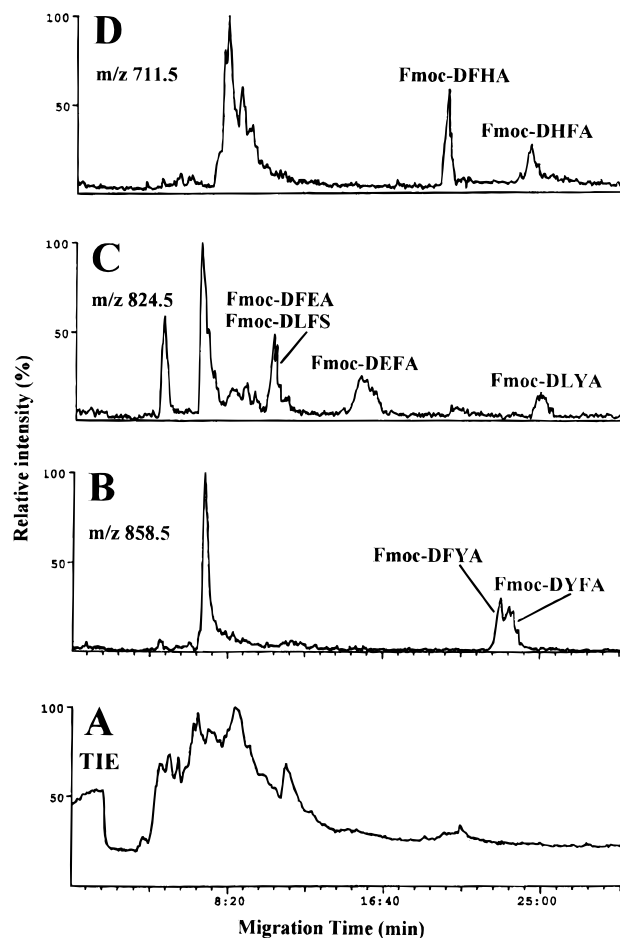 100
D
m/z 711.5
Fmoc-DFHA
50
Fmoc-DHFA
100
C
m/z 824.5
Fmoc-DFEA
Fmoc-DLFS
50
Fmoc-DEFA
Fmoc-DLYA
Relative intensity (%)
100
B
m/z 858.5
50
Fmoc-DFYA
Fmoc-DYFA
100
A
TIE
50
8:20 16:40 25:00
Migration Time (min)